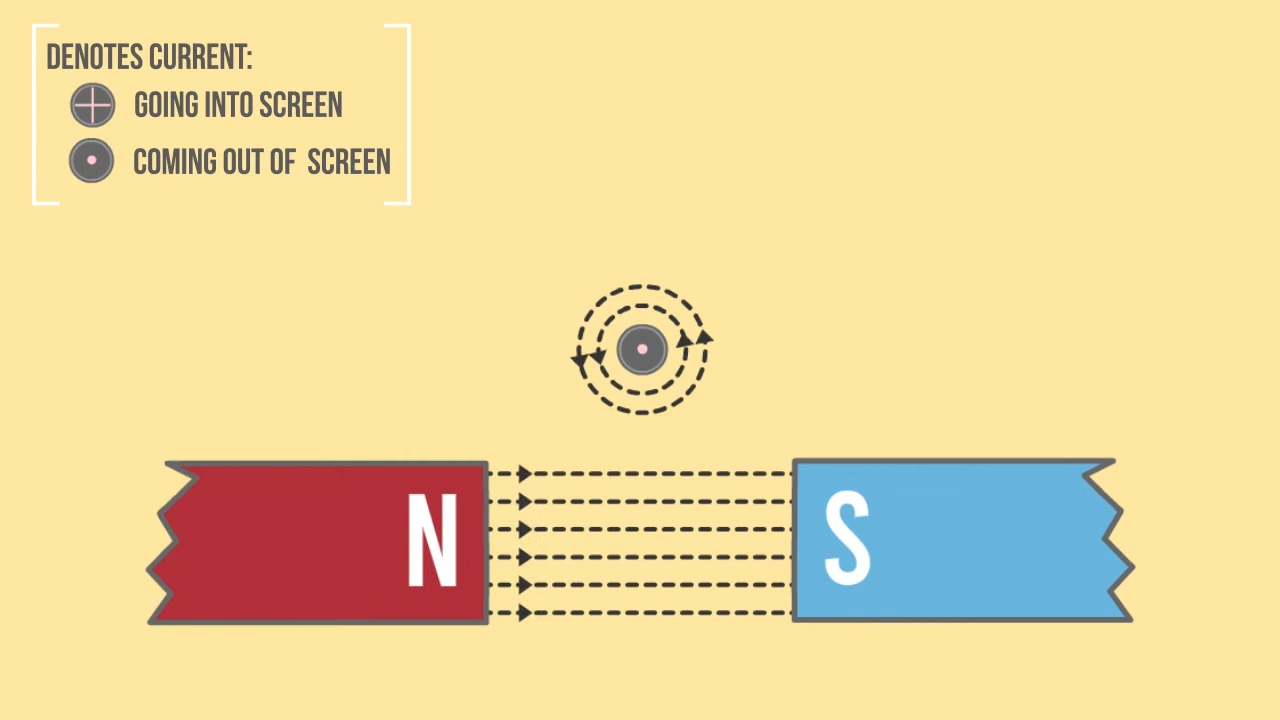 DENOTES CURRENT:
GOING INTO SCREEN
COMING OUT OF SCREEN
N
S